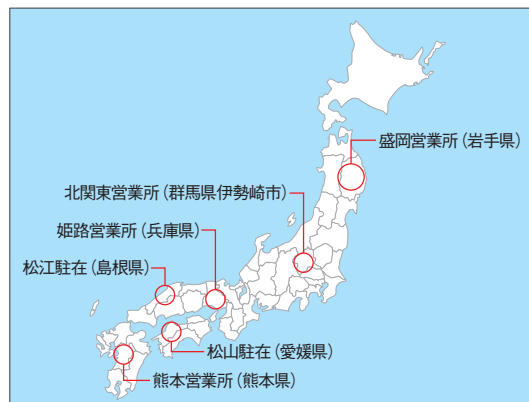 盛岡営業所（岩手県）
北関東営業所（群馬県伊勢崎市）
姫路営業所（兵庫県）
松江駐在（島根県）
松山駐在（愛媛県）
熊本営業所（熊本県）